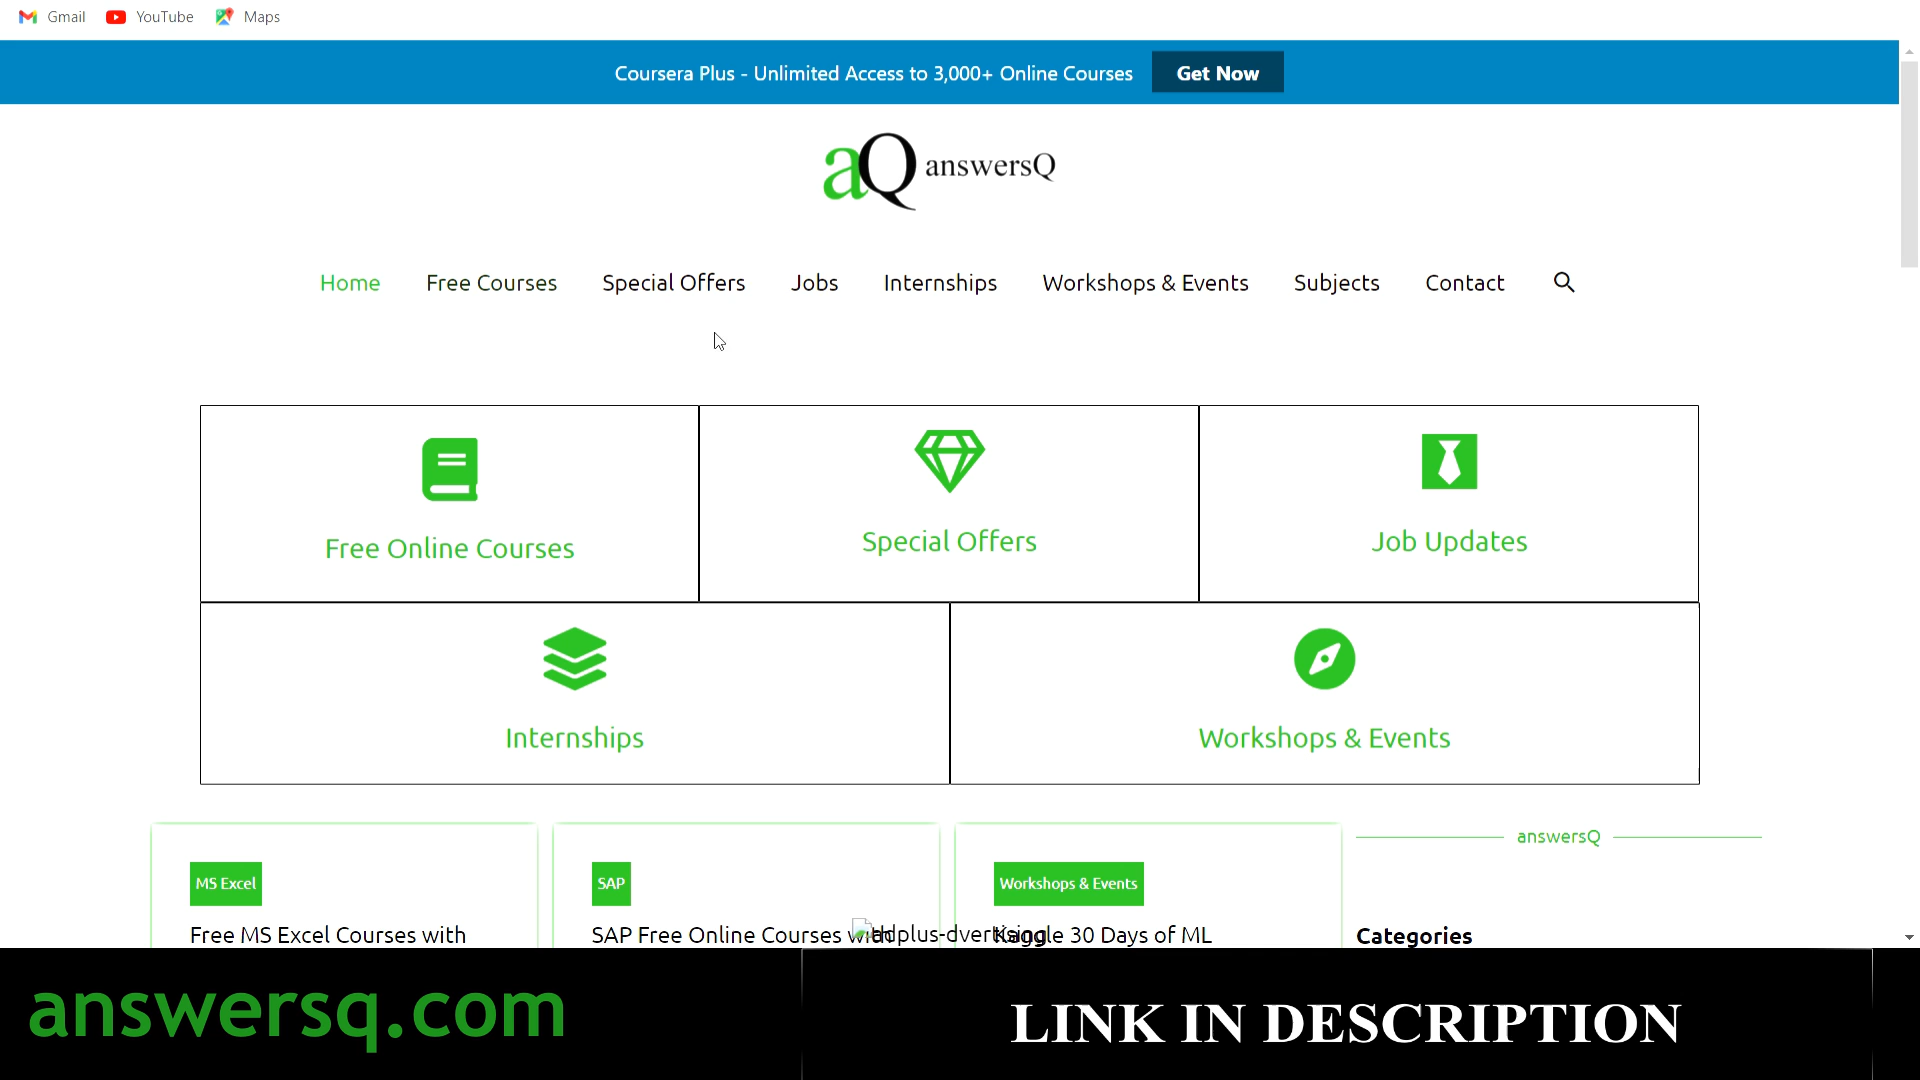 Gmail YouTube Maps
Coursera Plus - Unlimited Access to 3,000+ Online Courses Get Now
aQ answersQ
Home Free Courses Special Offers Jobs Internships Workshops & Events Subjects Contact
Free Online Courses Special Offers Job Updates
Internships Workshops & Events
answersQ
MS Excel SAP Workshops & Events
Free MS Excel Courses with SAP Free Online Courses with adplus-dvertising Kaggle 30 Days of ML Categories
answersq.com LINK IN DESCRIPTION